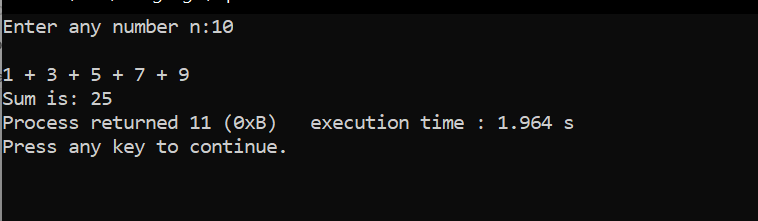 Enter any number n:10
1 + 3 + 5 + 7 + 9
Sum is: 25
Process returned 11 (0xB)   execution time : 1.964 s
Press any key to continue.